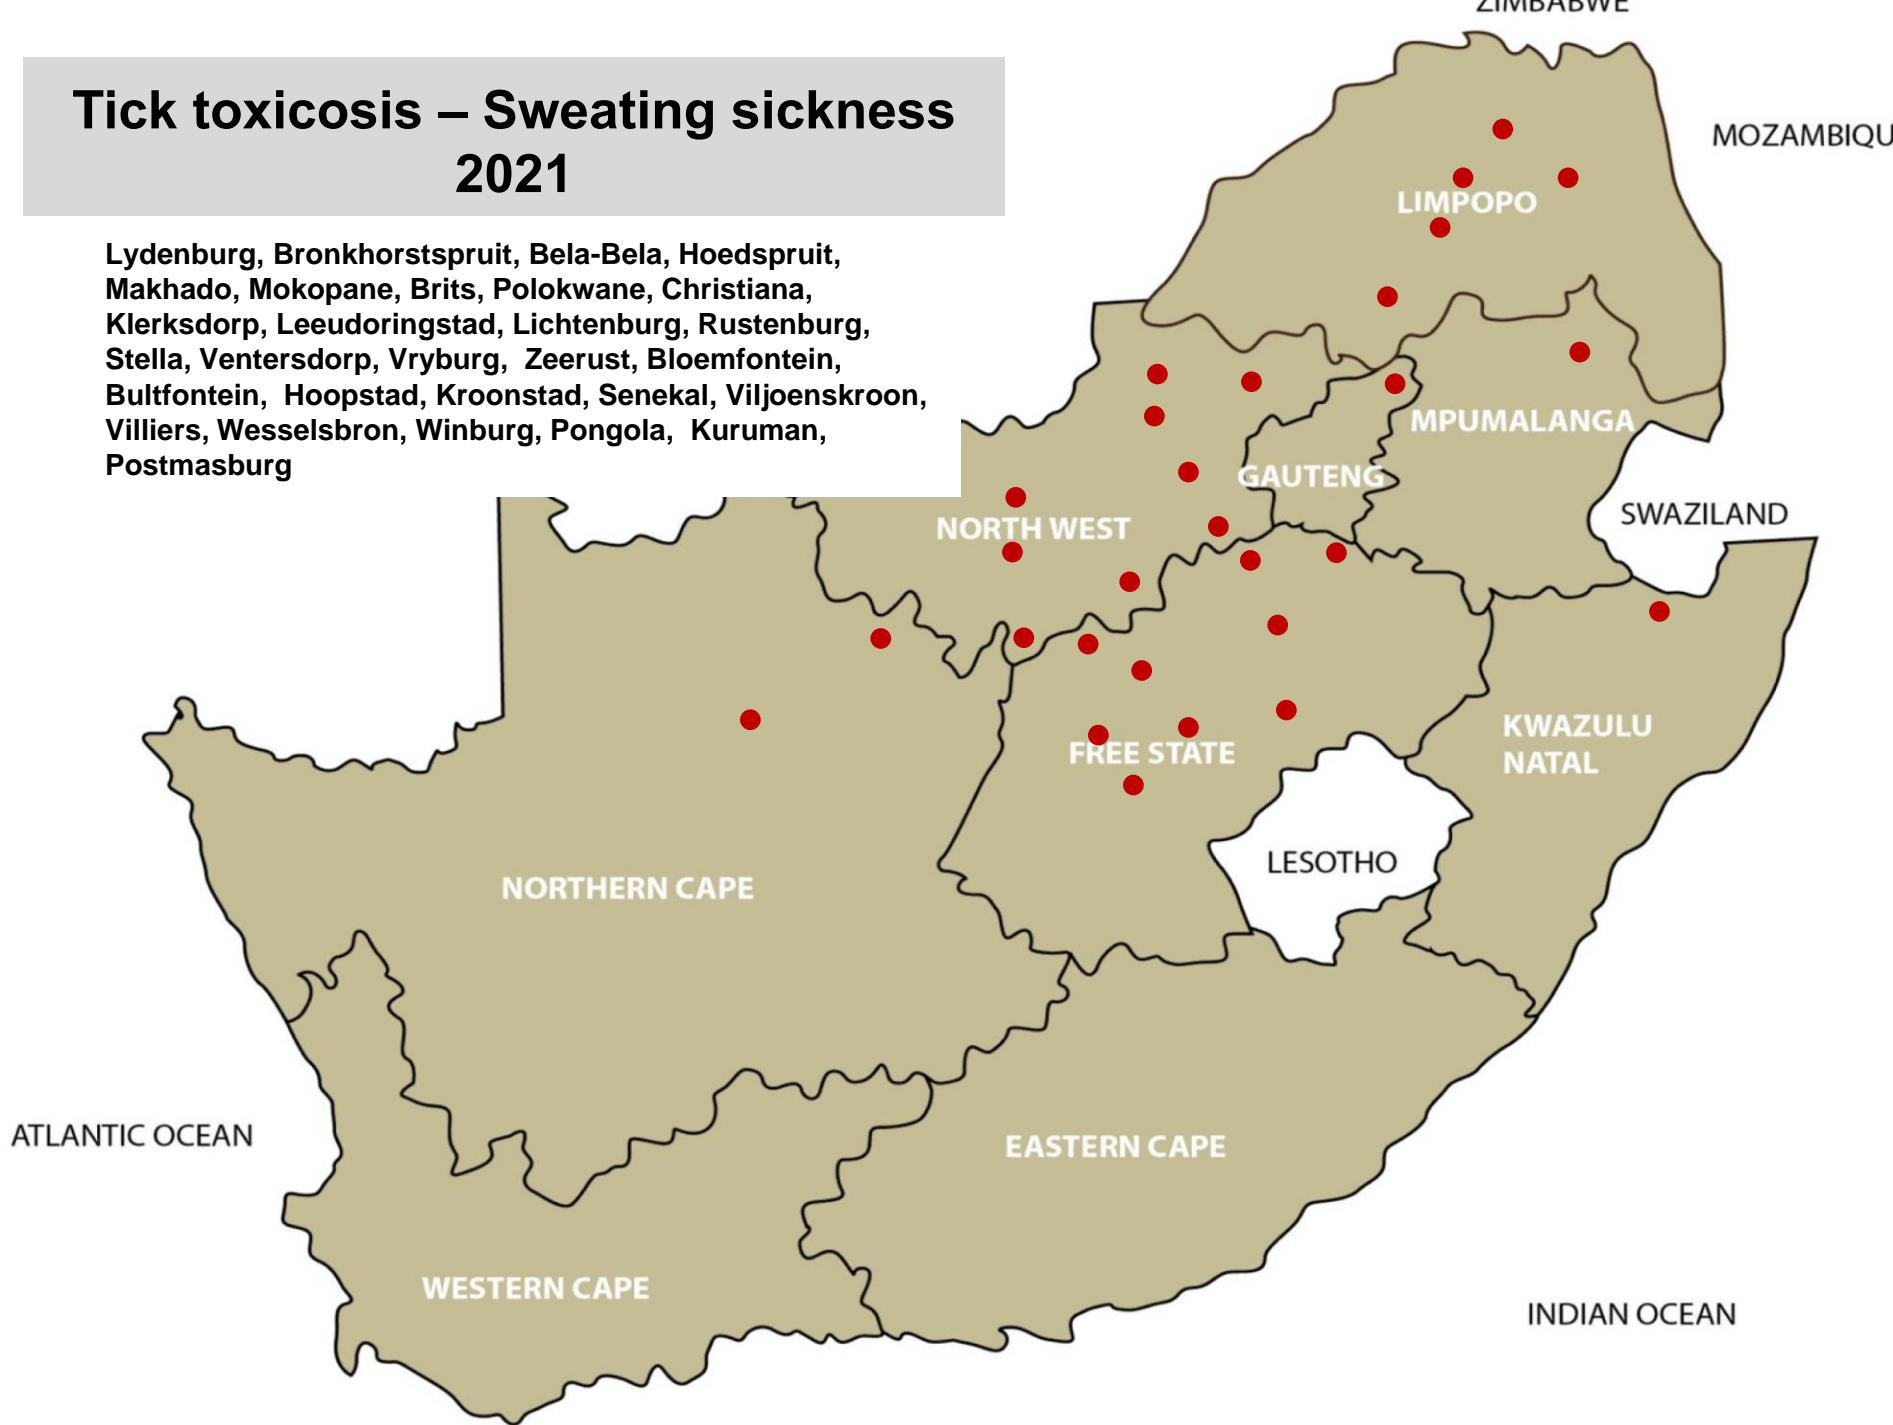 ZIMBABWE
Tick toxicosis – Sweating sickness
2021
MOZAMBIQU
LIMPOPO
Lydenburg, Bronkhorstspruit, Bela-Bela, Hoedspruit,
Makhado, Mokopane, Brits, Polokwane, Christiana,
Klerksdorp, Leeudoringstad, Lichtenburg, Rustenburg,
Stella, Ventersdorp, Vryburg,  Zeerust, Bloemfontein,
Bultfontein,  Hoopstad, Kroonstad, Senekal, Viljoenskroon,
Villiers, Wesselsbron, Winburg, Pongola,  Kuruman,
Postmasburg
MPUMALANGA
GAUTENG
SWAZILAND
NORTH WEST
KWAZULU
NATAL
FREE STATE
LESOTHO
NORTHERN CAPE
ATLANTIC OCEAN
EASTERN CAPE
WESTERN CAPE
INDIAN OCEAN